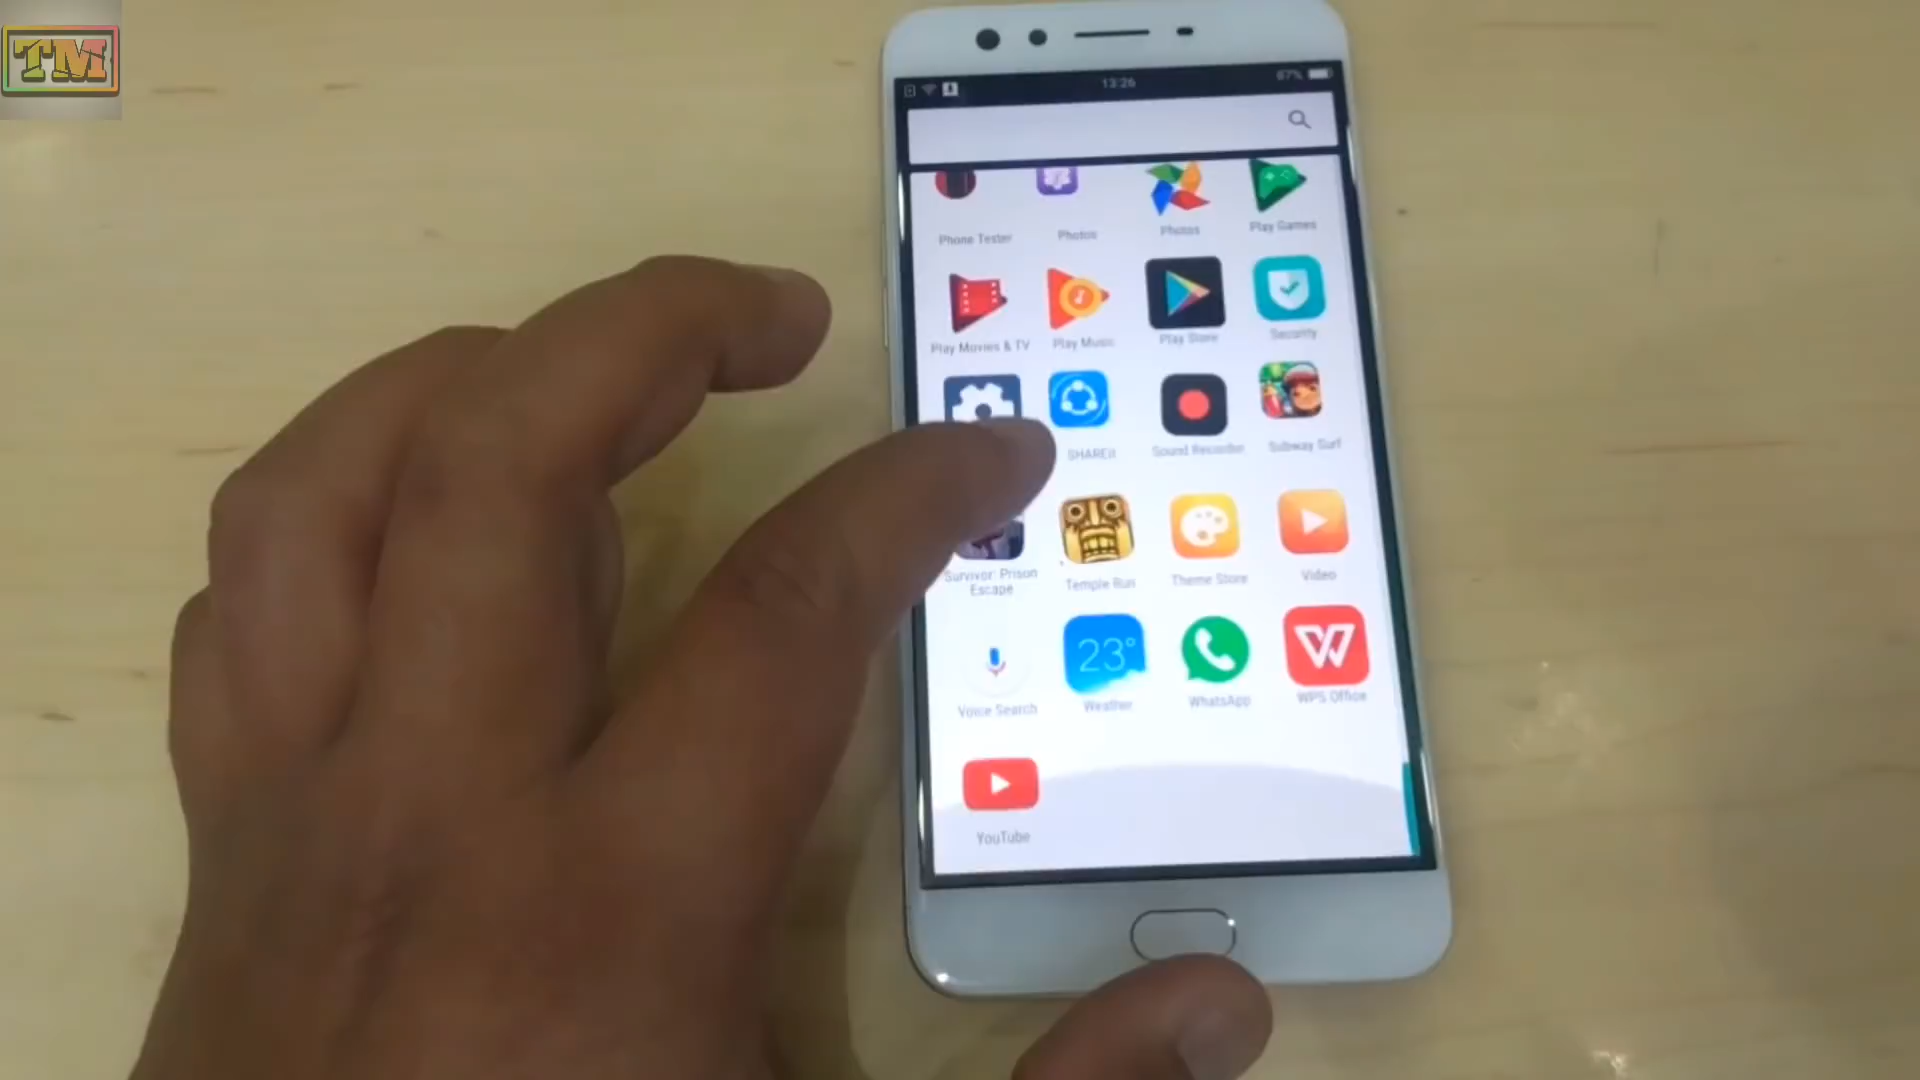 TM
13:26
87%
Phone Tester
Photos
Photos
Play Games
Play Movies & TV
Play Music
Play Store
Security
SHAREit
Sound Recorder
Subway Surf
Survivor: Prison
Escape
Temple Run
Theme Store
Video
23°
Voice Search
Weather
WhatsApp
WPS Office
YouTube